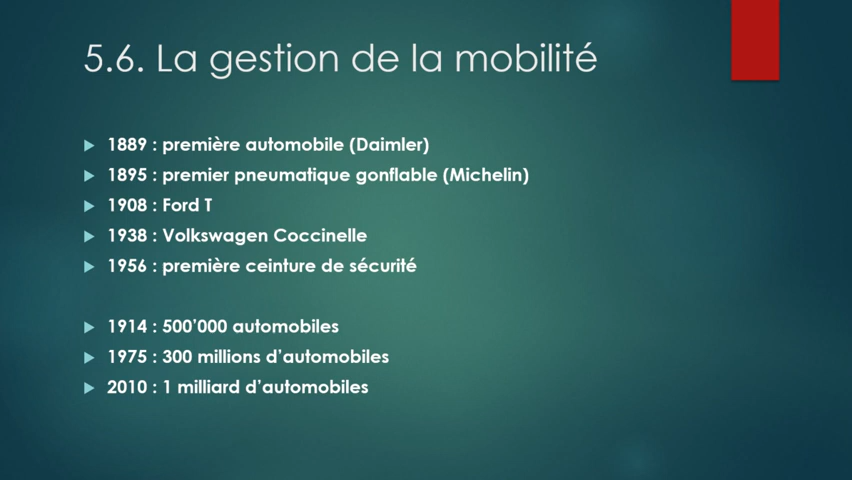 5.6. La gestion de la mobilité
1889 : première automobile (Daimler)
1895 : premier pneumatique gonflable (Michelin)
1908 : Ford T
1938 : Volkswagen Coccinelle
1956 : première ceinture de sécurité
1914 : 500'000 automobiles
1975 : 300 millions d'automobiles
2010 : 1 milliard d'automobiles